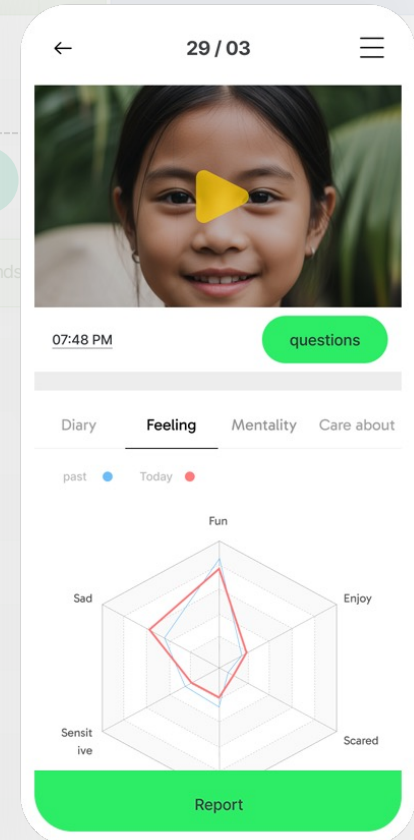 29 / 03
07:48 PM
questions
Diary
Feeling
Mentality
Care about
past
Today
Fun
Sad
Enjoy
Sensit
ive
Scared
Report